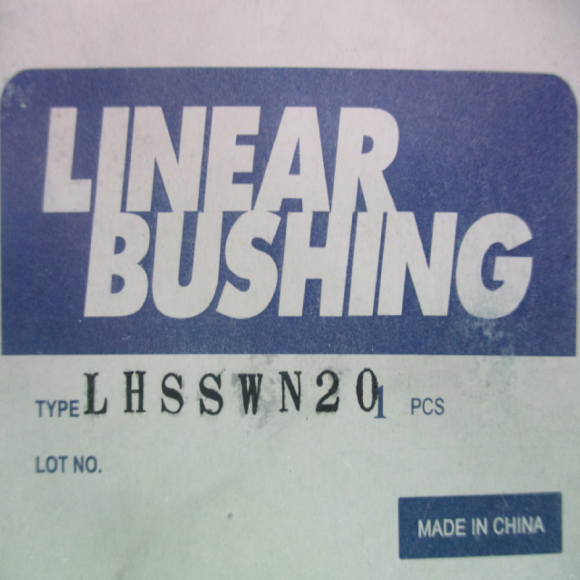 LINEAR
BUSHING
TYPE LHSSWN20 1 PCS
LOT NO.
MADE IN CHINA